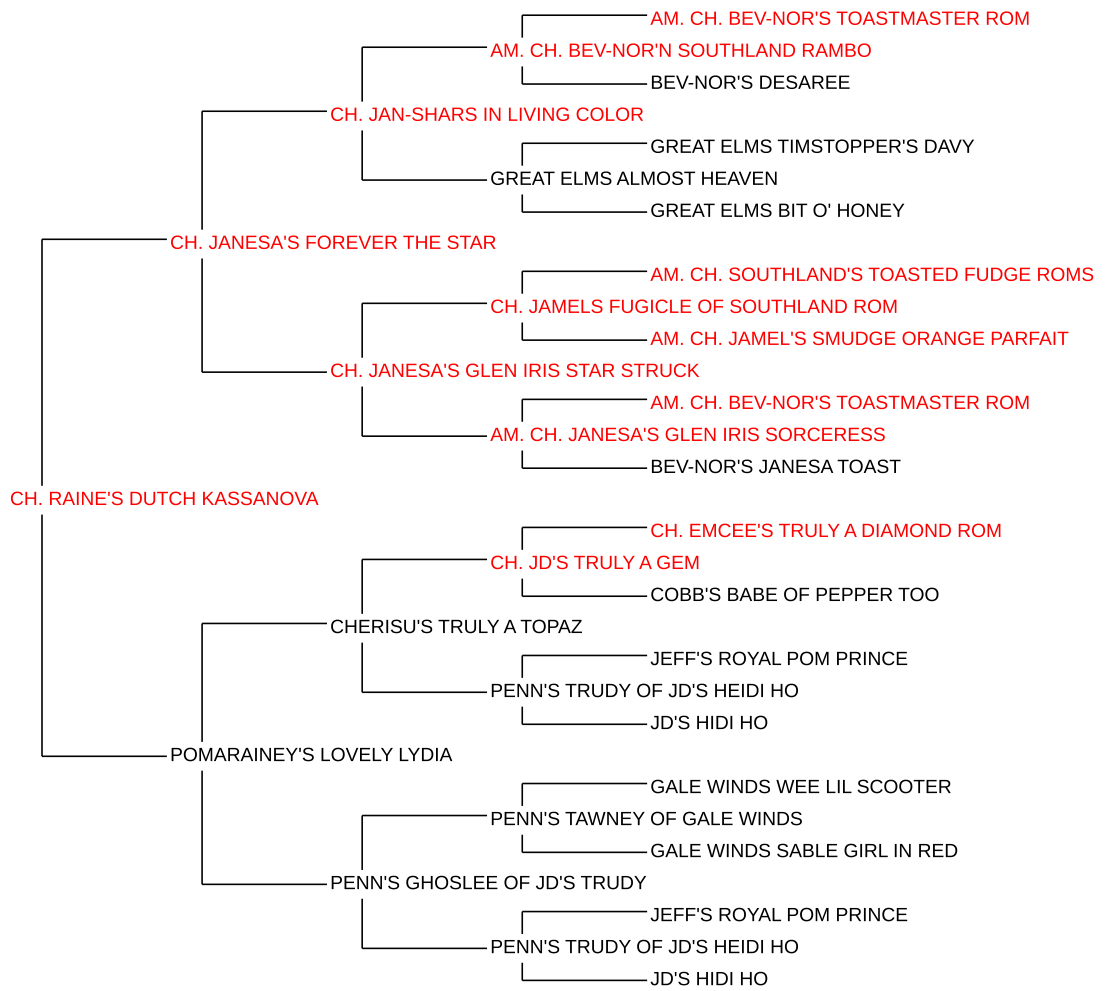 AM. CH. BEV-NOR'S TOASTMASTER ROM
AM. CH. BEV-NOR'N SOUTHLAND RAMBO
BEV-NOR'S DESAREE
CH. JAN-SHARS IN LIVING COLOR
GREAT ELMS TIMSTOPPER'S DAVY
GREAT ELMS ALMOST HEAVEN
GREAT ELMS BIT O' HONEY
CH. JANESA'S FOREVER THE STAR
AM. CH. SOUTHLAND'S TOASTED FUDGE ROMS
CH. JAMELS FUGICLE OF SOUTHLAND ROM
AM. CH. JAMEL'S SMUDGE ORANGE PARFAIT
CH. JANESA'S GLEN IRIS STAR STRUCK
AM. CH. BEV-NOR'S TOASTMASTER ROM
AM. CH. JANESA'S GLEN IRIS SORCERESS
BEV-NOR'S JANESA TOAST
CH. RAINE'S DUTCH KASSANOVA
CH. EMCEE'S TRULY A DIAMOND ROM
CH. JD'S TRULY A GEM
COBB'S BABE OF PEPPER TOO
CHERISU'S TRULY A TOPAZ
JEFF'S ROYAL POM PRINCE
PENN'S TRUDY OF JD'S HEIDI HO
JD'S HIDI HO
POMARAINEY'S LOVELY LYDIA
GALE WINDS WEE LIL SCOOTER
PENN'S TAWNEY OF GALE WINDS
GALE WINDS SABLE GIRL IN RED
PENN'S GHOSLEE OF JD'S TRUDY
JEFF'S ROYAL POM PRINCE
PENN'S TRUDY OF JD'S HEIDI HO
JD'S HIDI HO